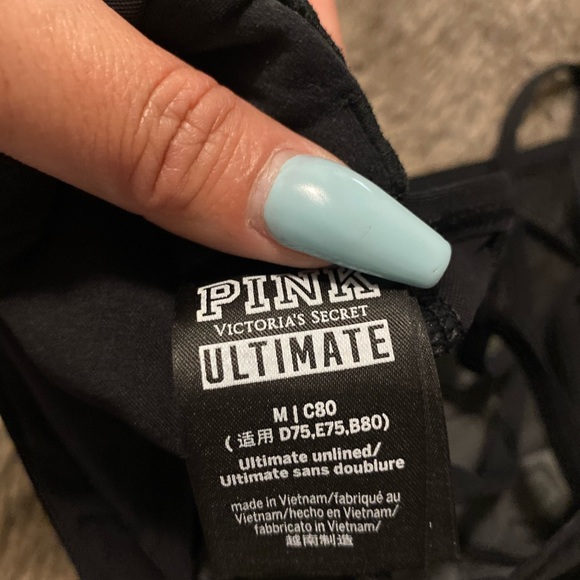 PINK
VICTORIA'S SECRET
ULTIMATE
M | C80
( 适用 D75,E75,B80)
Ultimate unlined/
Ultimate sans doublure
made in Vietnam/fabriqué au
Vietnam/hecho en Vietnam/
fabbricato in Vietnam/
越南制造